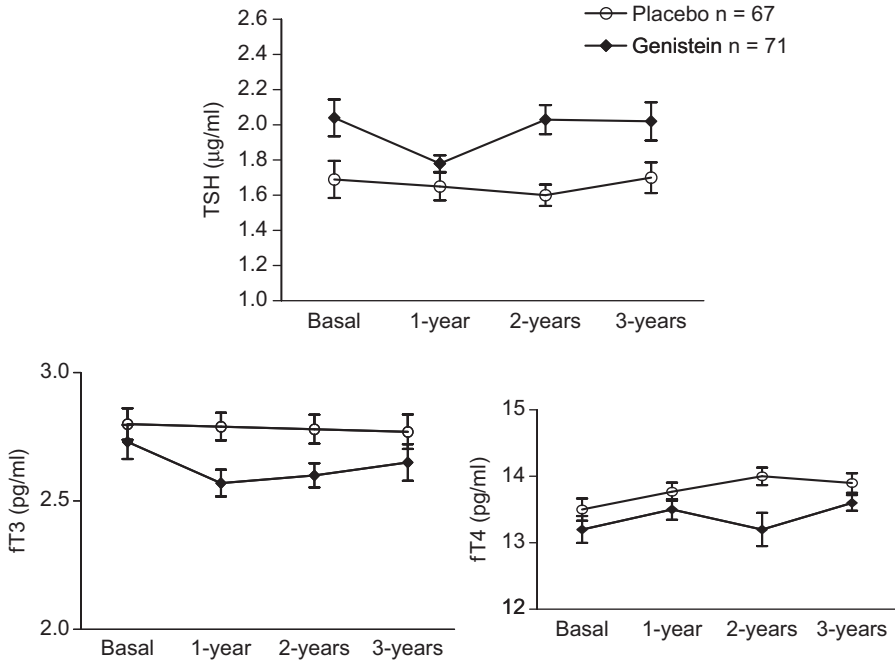 Placebo n = 67
Genistein n = 71
TSH (μg/ml)
2.6
2.4
2.2
2.0
1.8
1.6
1.4
1.2
1.0
Basal 1-year 2-years 3-years
fT3 (pg/ml)
3.0
2.5
2.0
Basal 1-year 2-years 3-years
fT4 (pg/ml)
15
14
13
12
Basal 1-year 2-years 3-years